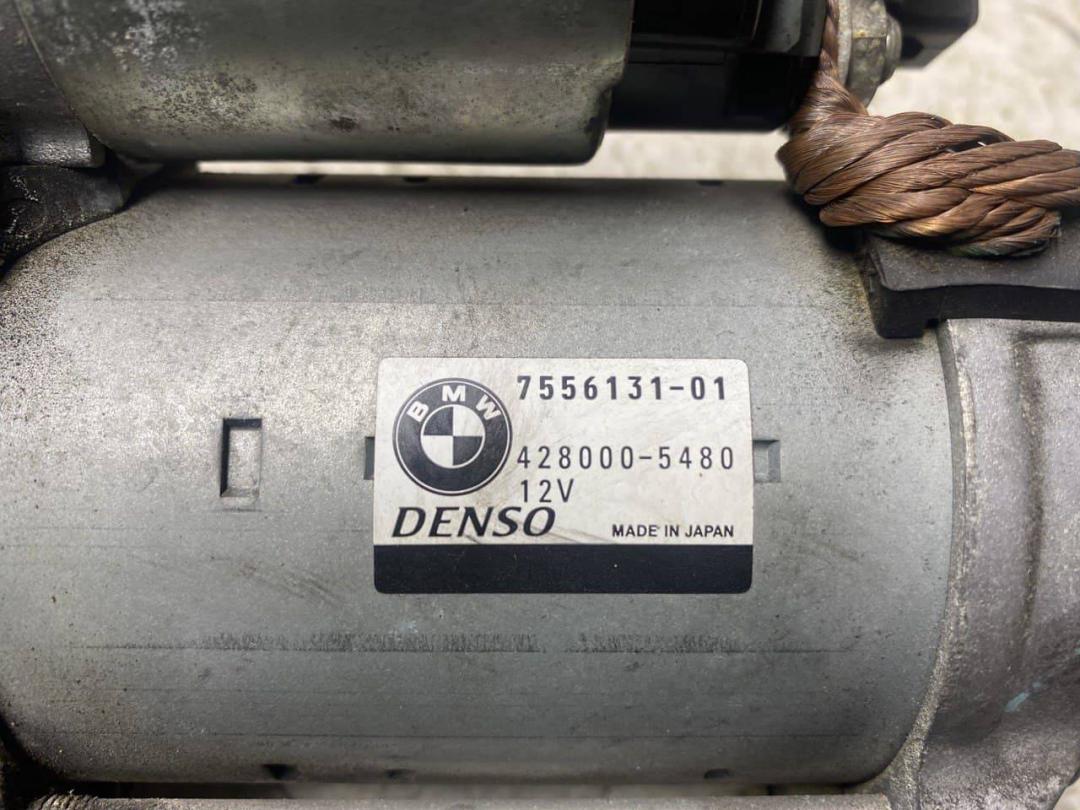 BMW
7556131-01
428000-5480
12V
DENSO
MADE IN JAPAN